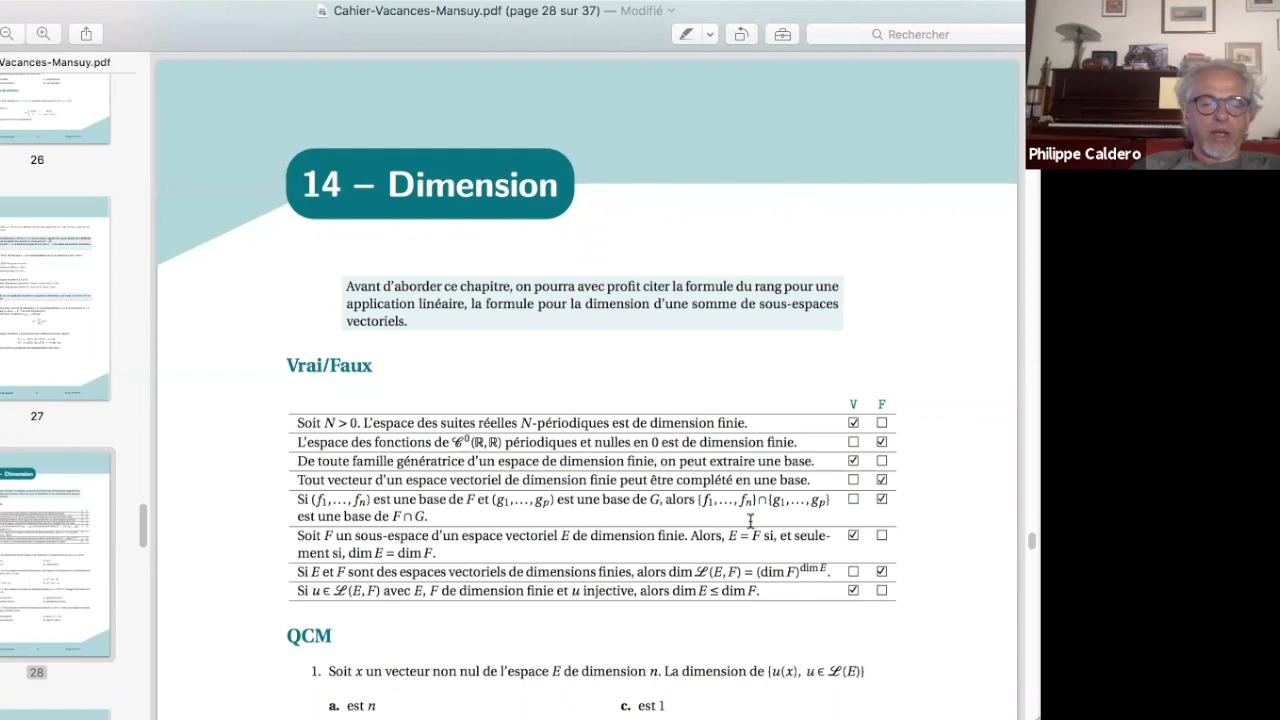 Cahier-Vacances-Mansuy.pdf (page 28 sur 37) — Modifié
Rechercher
Vacances-Mansuy.pdf
26
27
28
Philippe Caldero
14 – Dimension
Avant d'aborder ce chapitre, on pourra avec profit citer la formule du rang pour une
application linéaire, la formule pour la dimension d'une somme de sous-espaces
vectoriels.
Vrai/Faux
V F
Soit N > 0. L'espace des suites réelles N-périodiques est de dimension finie.
L'espace des fonctions de 𝒞⁰(ℝ,ℝ) périodiques et nulles en 0 est de dimension finie.
De toute famille génératrice d'un espace de dimension finie, on peut extraire une base.
Tout vecteur d'un espace vectoriel de dimension finie peut être complété en une base.
Si (f₁,…, fₙ) est une base de F et (g₁,…, gₚ) est une base de G, alors {f₁,…, fₙ}∩{g₁,…, gₚ}
est une base de F∩G.
Soit F un sous-espace d'un espace vectoriel E de dimension finie. Alors, E = F si, et seule-
ment si, dim E = dim F.
Si E et F sont des espaces vectoriels de dimensions finies, alors dim ℒ(E, F) = (dim F)^dim E.
Si u ∈ ℒ(E, F) avec E, F de dimension finie est injective, alors dim E ≤ dim F.
QCM
1. Soit x un vecteur non nul de l'espace E de dimension n. La dimension de {u(x), u ∈ ℒ(E)}
a. est n
c. est 1